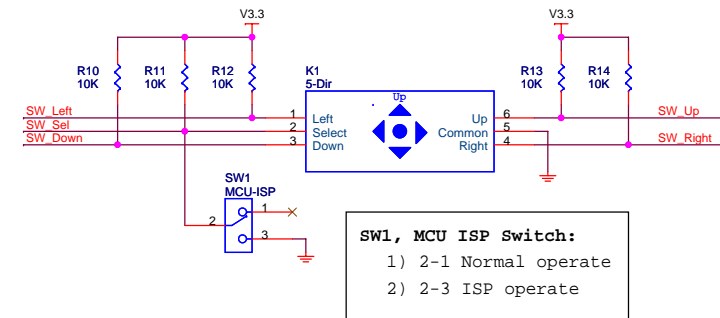 V3.3
V3.3
R10
10K
R11
10K
R12
10K
K1
5-Dir
R13
10K
R14
10K
Up
SW_Left
1
Left
Up
6
SW_Up
SW_Sel
2
Select
Common
5
SW_Down
3
Down
Right
4
SW_Right
SW1
MCU-ISP
1
2
3
SW1, MCU ISP Switch:
1) 2-1 Normal operate
2) 2-3 ISP operate